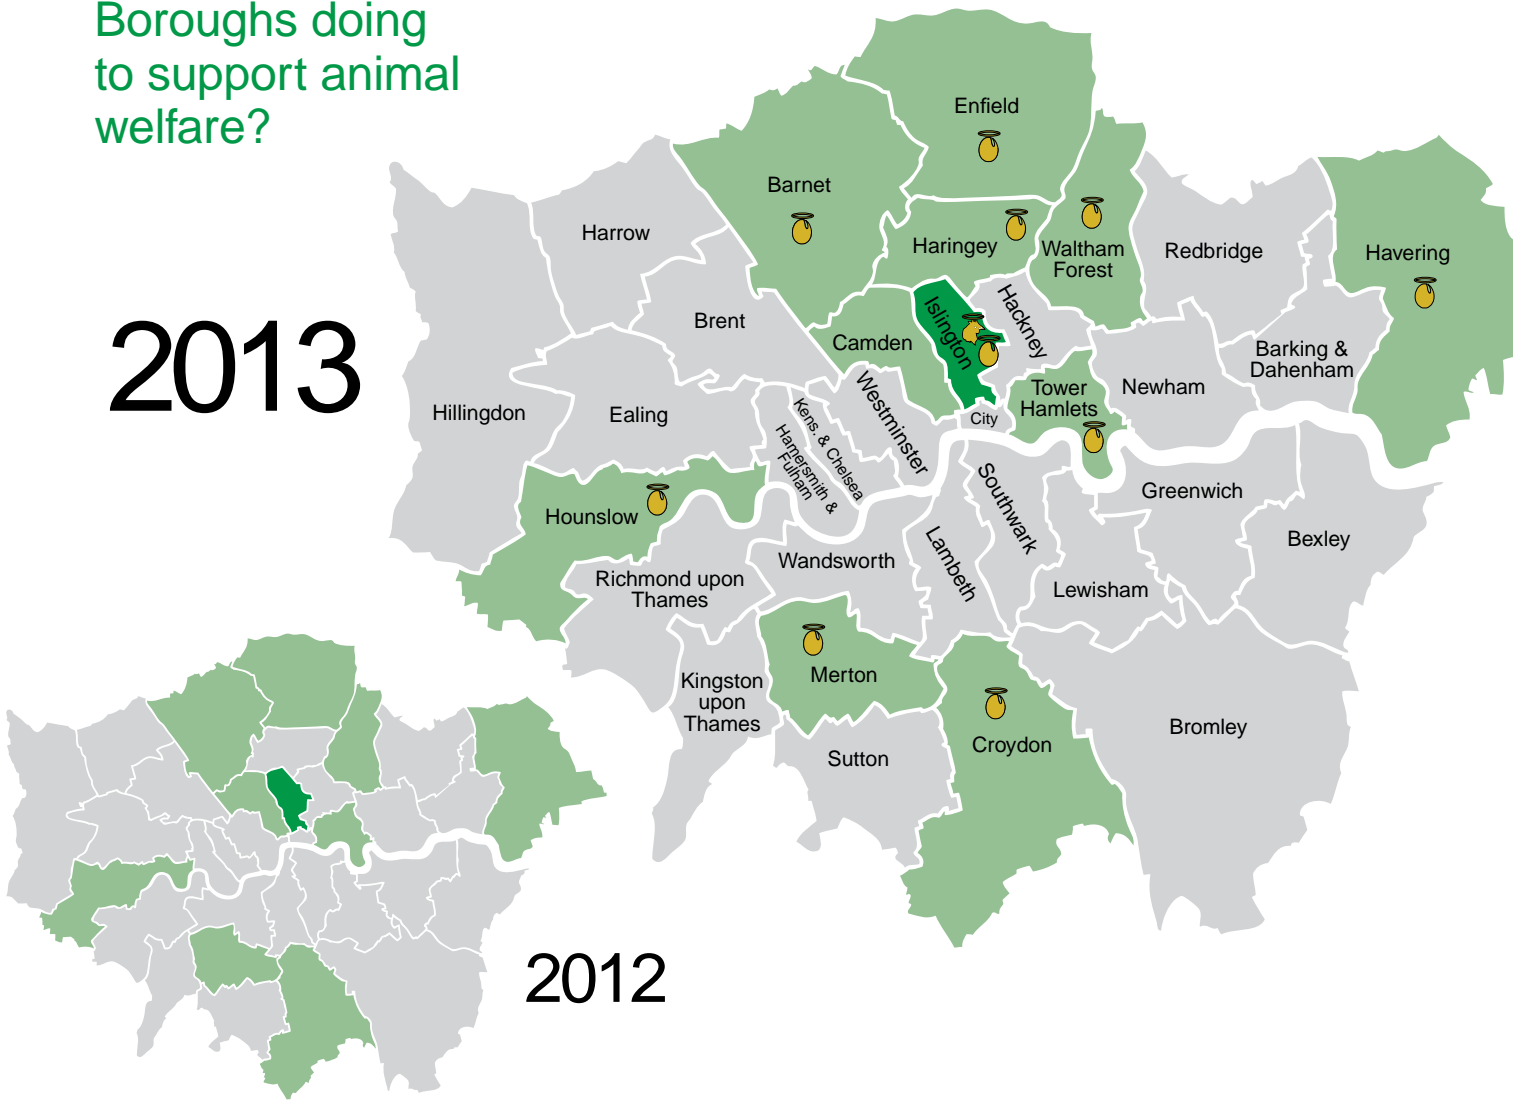 Boroughs doing
to support animal
welfare?
2013
Enfield
Barnet
Harrow
Haringey
Waltham
Forest
Redbridge
Havering
Brent
Camden
Islington
Hackney
Barking &
Dahenham
Hillingdon
Ealing
Kens. & Chelsea
Hamersmith &
Fulham
Westminster
City
Tower
Hamlets
Newham
Hounslow
Southwark
Greenwich
Bexley
Richmond upon
Thames
Wandsworth
Lambeth
Lewisham
Kingston
upon
Thames
Merton
Sutton
Croydon
Bromley
2012